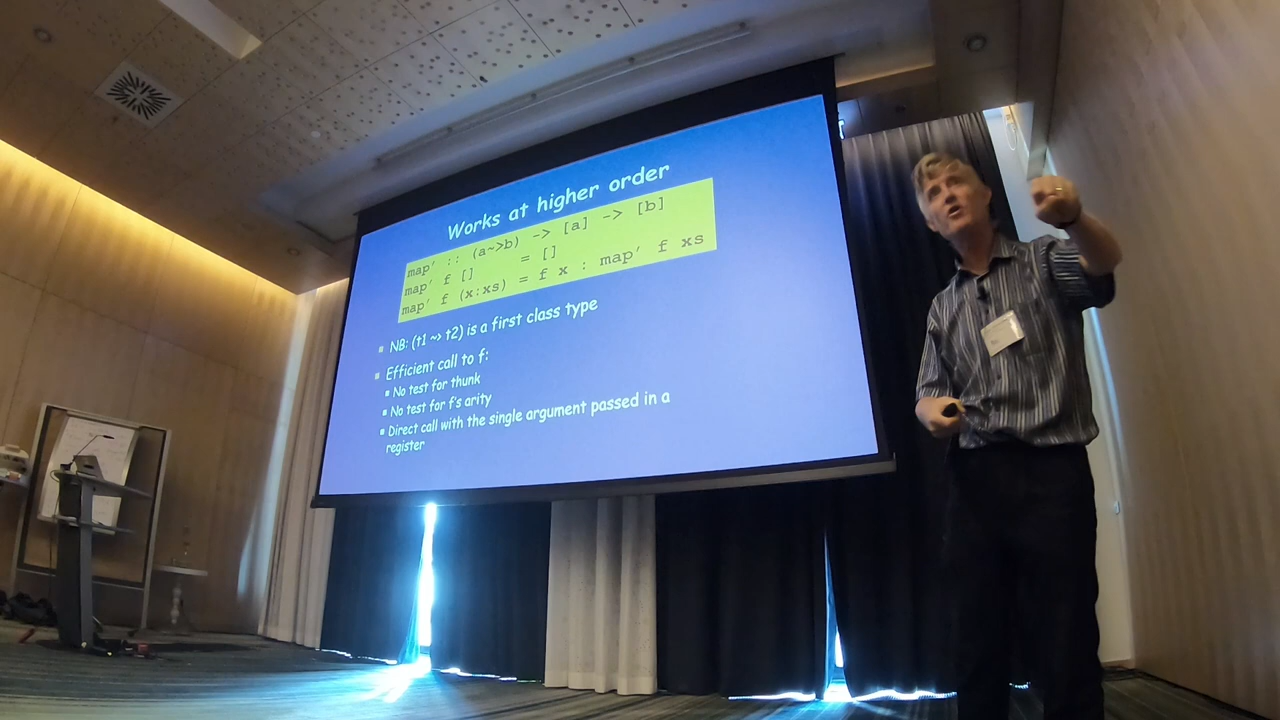 Works at higher order
map' :: (a~>b) -> [a] -> [b]
map' f [] = []
map' f (x:xs) = f x : map' f xs
▪ NB: (t1 ~> t2) is a first class type
▪ Efficient call to f:
▪ No test for thunk
▪ No test for f's arity
▪ Direct call with the single argument passed in a
register